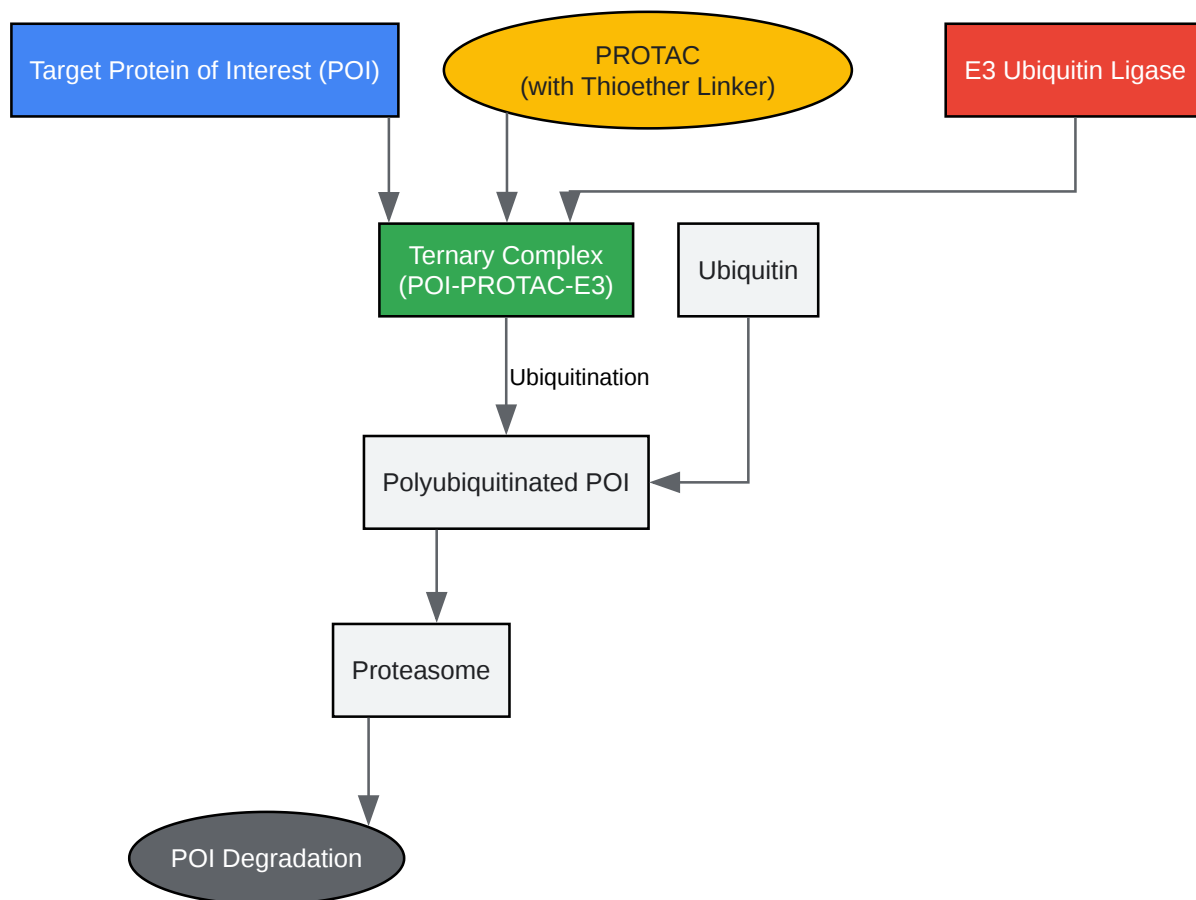 Target Protein of Interest (POI)
PROTAC
(with Thioether Linker)
E3 Ubiquitin Ligase
Ternary Complex
(POI-PROTAC-E3)
Ubiquitin
Ubiquitination
Polyubiquitinated POI
Proteasome
POI Degradation